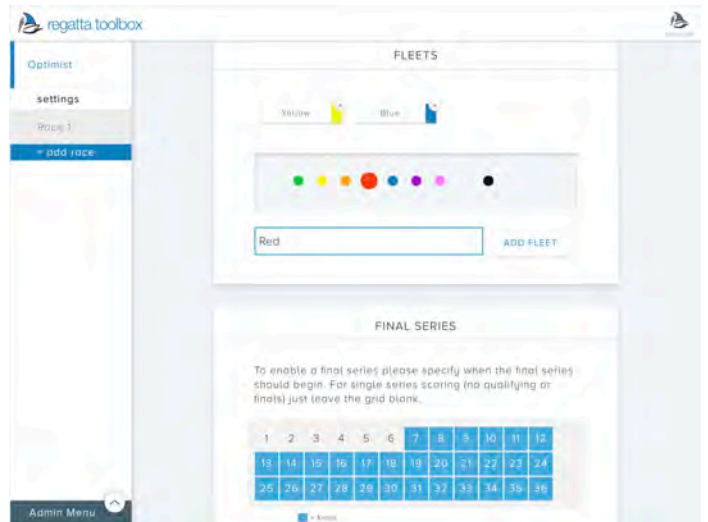 regatta toolbox
Optimist
settings
Race 1
+ add race
FLEETS
Yellow
Blue
Red
ADD FLEET
FINAL SERIES
To enable a final series please specify when the final series
should begin. For single series scoring (no qualifying or
finals) just leave the grid blank.
1 2 3 4 5 6 7 8 9 10 11 12
13 14 15 16 17 18 19 20 21 22 23 24
25 26 27 28 29 30 31 32 33 34 35 36
Admin Menu